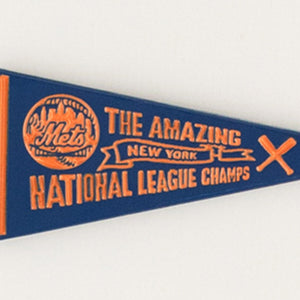 Mets
THE AMAZING
NEW YORK
NATIONAL LEAGUE CHAMPS